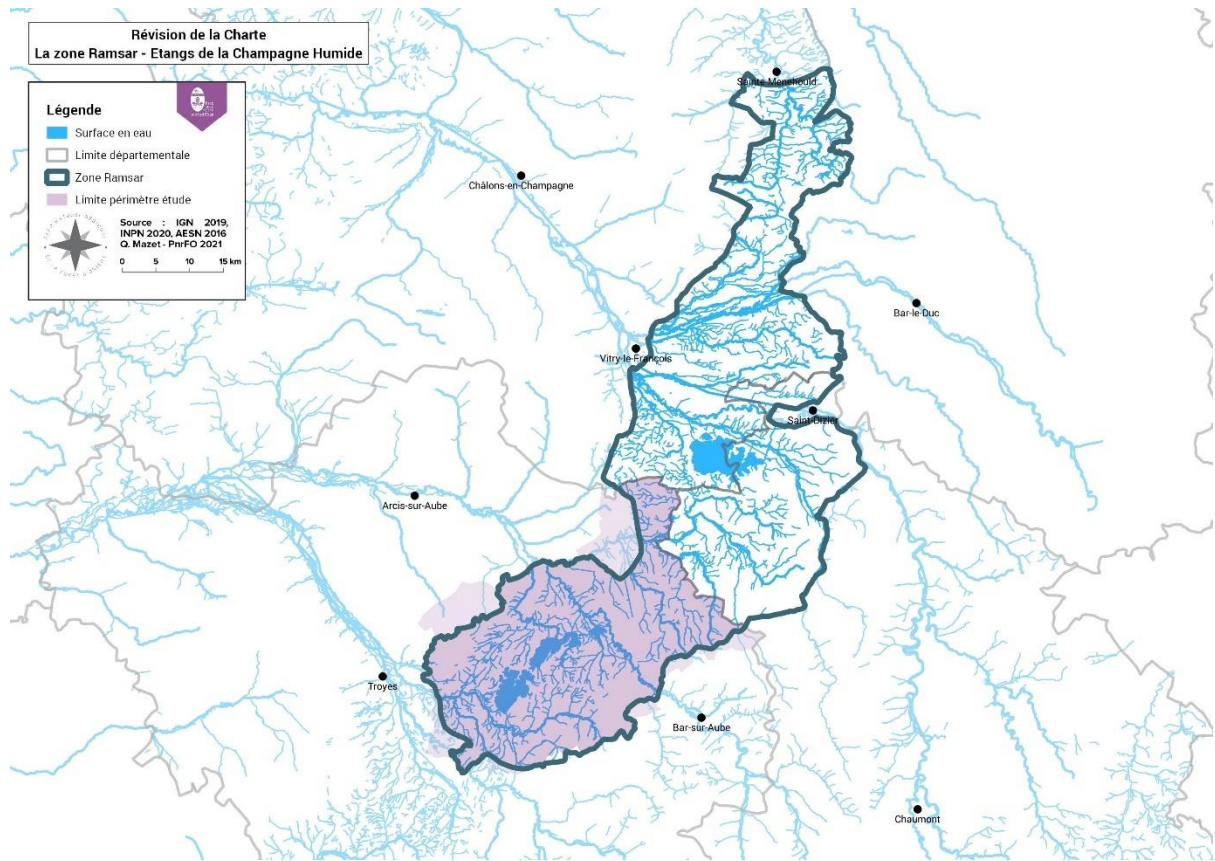 Révision de la Charte
La zone Ramsar - Etangs de la Champagne Humide
Légende
Surface en eau
Limite départementale
Zone Ramsar
Limite périmètre étude
Source : IGN 2019,
INPN 2020, AESN 2016
Q. Mazet - PnrFO 2021
0 5 10 15 km
Sainte-Menehould
Châlons-en-Champagne
Bar-le-Duc
Vitry-le-François
Saint-Dizier
Arcis-sur-Aube
Troyes
Bar-sur-Aube
Chaumont